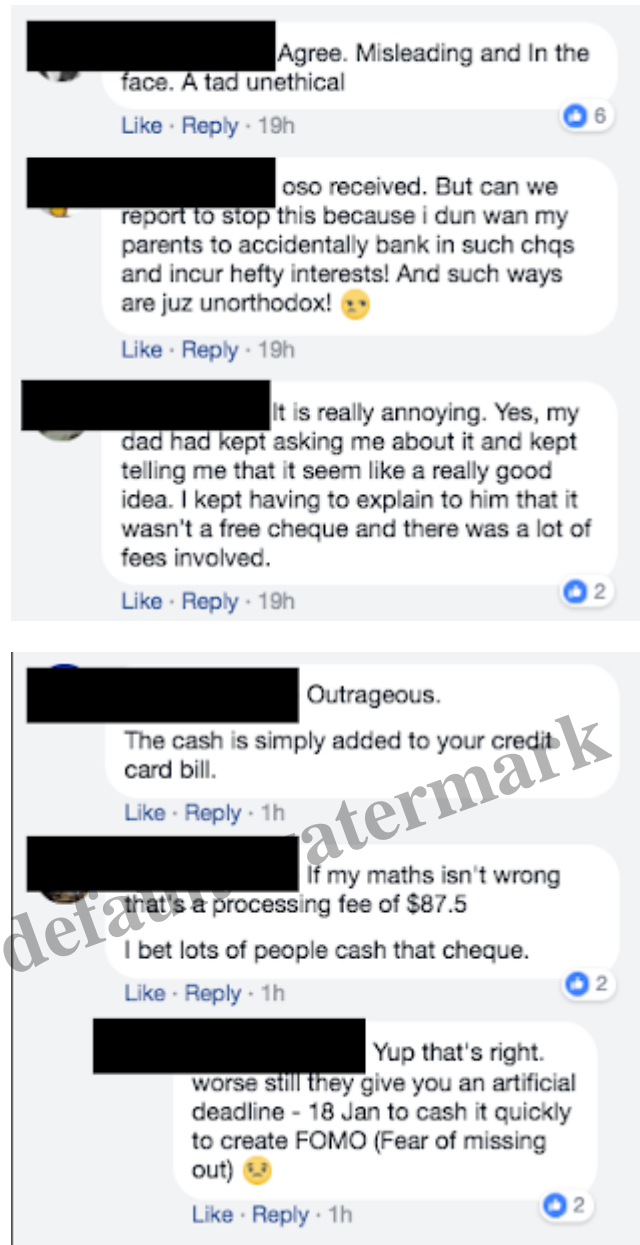 Agree. Misleading and In the
face. A tad unethical
6
Like · Reply · 19h
oso received. But can we
report to stop this because i dun wan my
parents to accidentally bank in such chqs
and incur hefty interests! And such ways
are juz unorthodox! 😒
Like · Reply · 19h
It is really annoying. Yes, my
dad had kept asking me about it and kept
telling me that it seem like a really good
idea. I kept having to explain to him that it
wasn't a free cheque and there was a lot of
fees involved.
2
Like · Reply · 19h
Outrageous.
The cash is simply added to your credit
card bill.
Like · Reply · 1h
If my maths isn't wrong
that's a processing fee of $87.5
I bet lots of people cash that cheque.
2
Like · Reply · 1h
Yup that's right.
worse still they give you an artificial
deadline - 18 Jan to cash it quickly
to create FOMO (Fear of missing
out) 😟
2
Like · Reply · 1h
default watermark